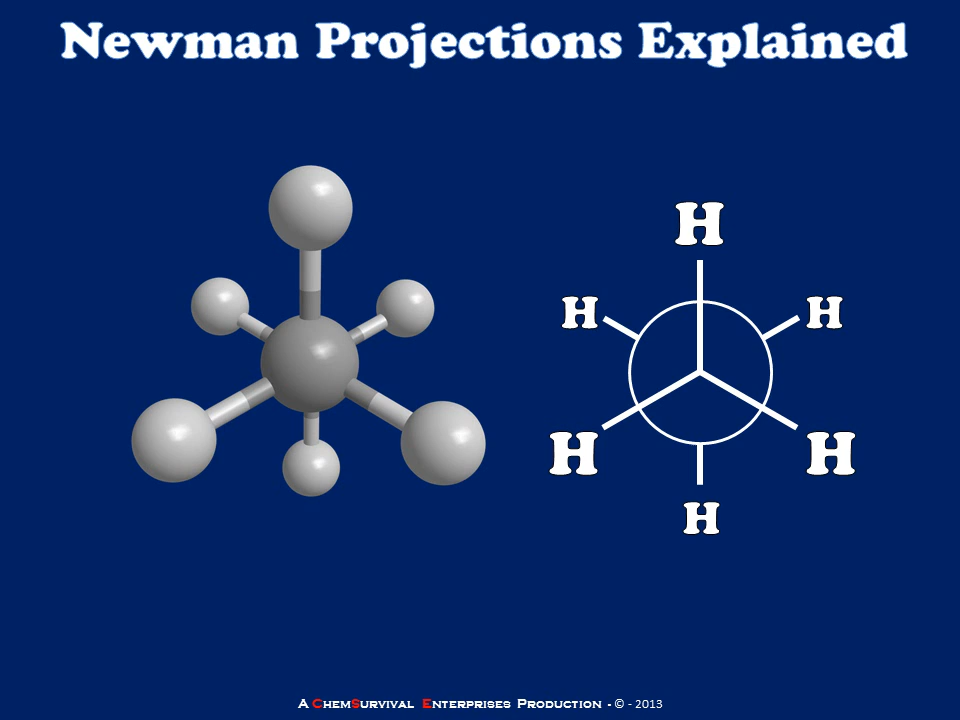 Newman Projections Explained
H
H H
H H
H
A ChemSurvival Enterprises Production - © - 2013